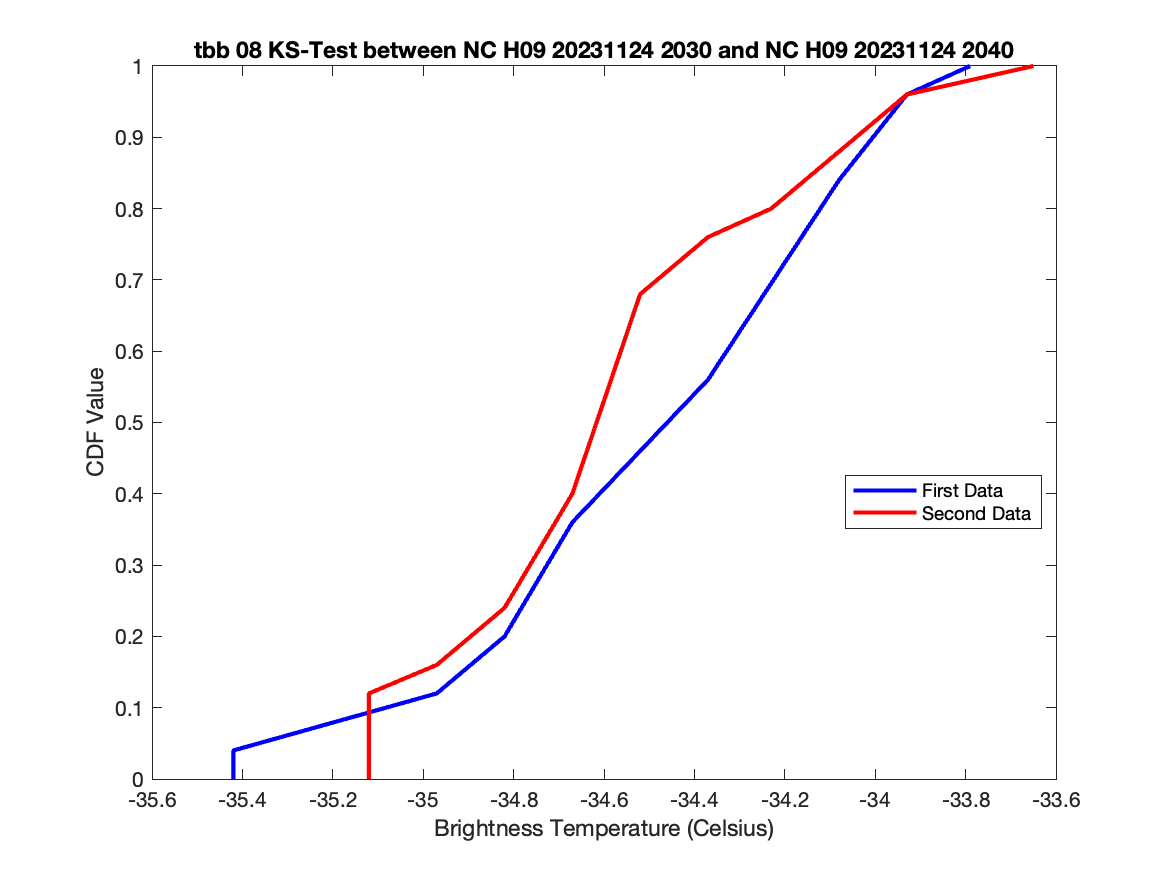 tbb 08 KS-Test between NC H09 20231124 2030 and NC H09 20231124 2040
1
0.9
0.8
0.7
0.6
0.5
0.4
0.3
0.2
0.1
0
CDF Value
First Data
Second Data
-35.6 -35.4 -35.2 -35 -34.8 -34.6 -34.4 -34.2 -34 -33.8 -33.6
Brightness Temperature (Celsius)